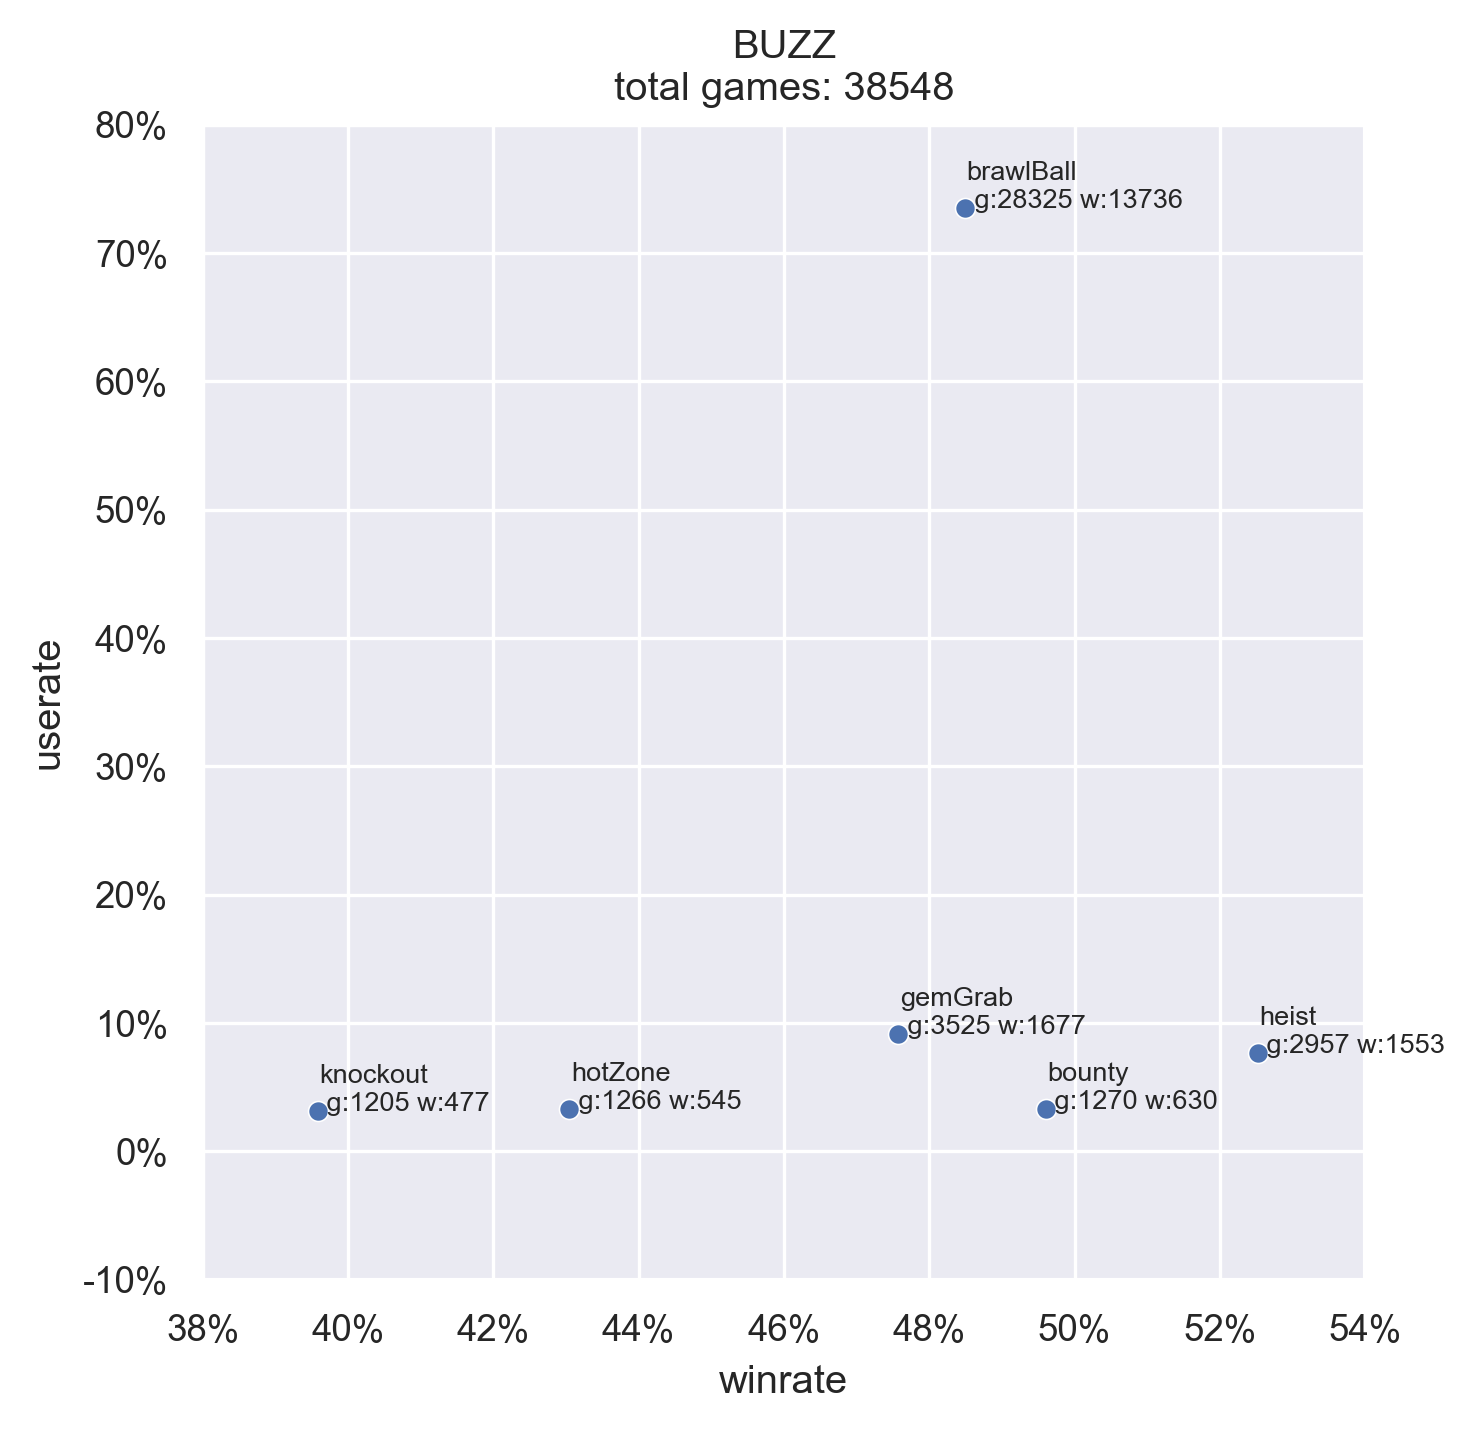 BUZZ
total games: 38548
80%
70%
60%
50%
40%
30%
20%
10%
0%
-10%
userate
brawlBall
g:28325 w:13736
gemGrab
g:3525 w:1677
heist
g:2957 w:1553
knockout
g:1205 w:477
hotZone
g:1266 w:545
bounty
g:1270 w:630
38% 40% 42% 44% 46% 48% 50% 52% 54%
winrate